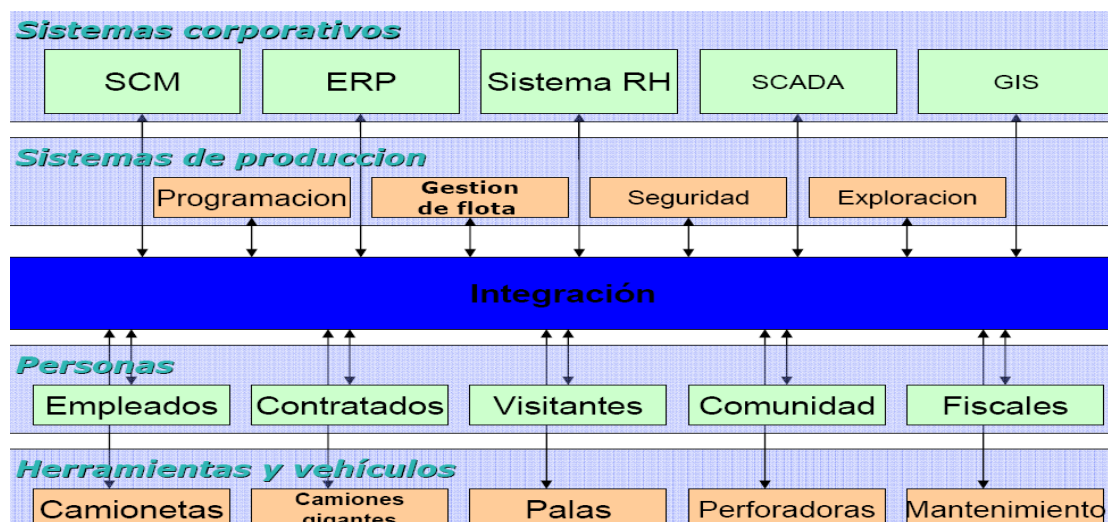 Sistemas corporativos
SCM ERP Sistema RH SCADA GIS
Sistemas de produccion
Programacion Gestion de flota Seguridad Exploracion
Integración
Personas
Empleados Contratados Visitantes Comunidad Fiscales
Herramientas y vehículos
Camionetas Camiones gigantes Palas Perforadoras Mantenimiento